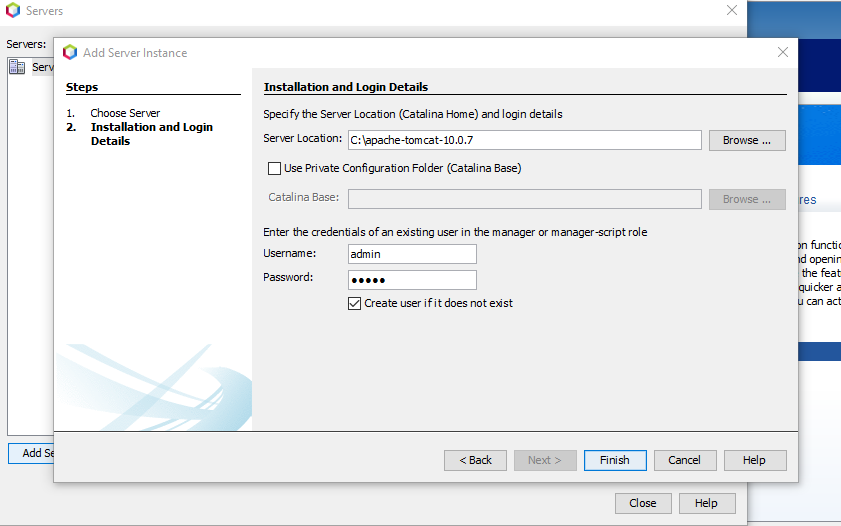 Servers
Servers:
Serv
Add Server Instance
Steps
1. Choose Server
2. Installation and Login
Details
Installation and Login Details
Specify the Server Location (Catalina Home) and login details
Server Location: C:\apache-tomcat-10.0.7 Browse ...
Use Private Configuration Folder (Catalina Base)
Catalina Base: Browse ...
Enter the credentials of an existing user in the manager or manager-script role
Username: admin
Password: ●●●●●
Create user if it does not exist
< Back Next > Finish Cancel Help
Add Se
Close Help
res
on functio
nd openin
the feat
quicker a
u can act